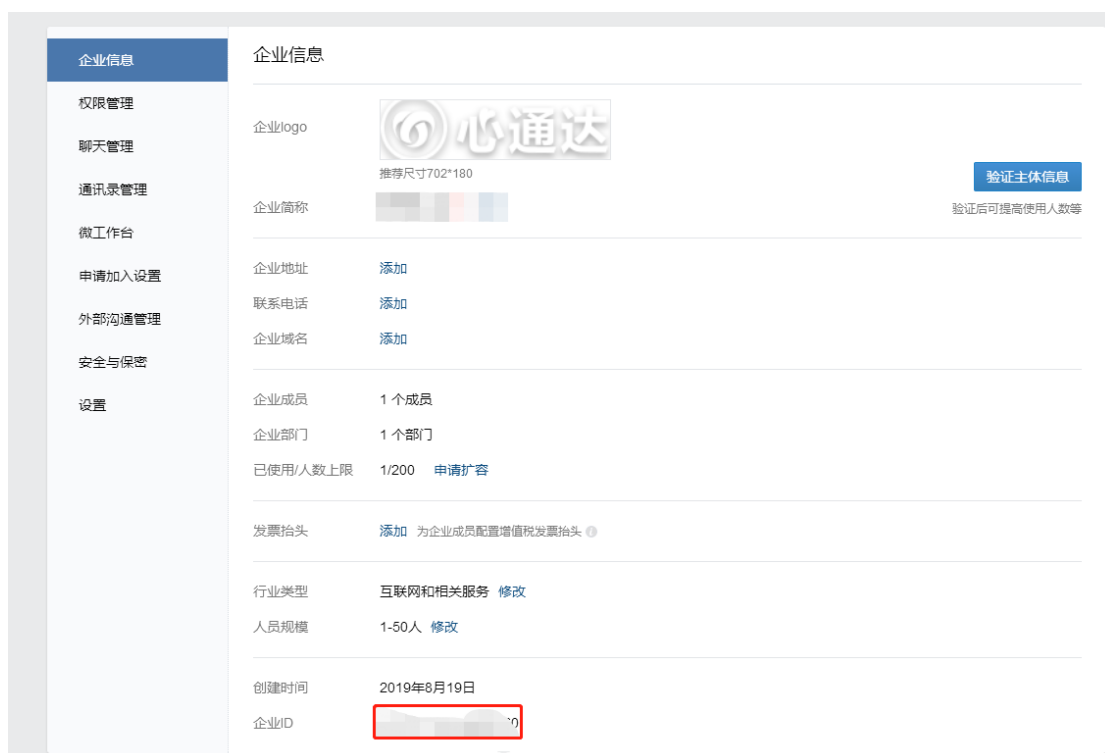 企业信息
权限管理
聊天管理
通讯录管理
微工作台
申请加入设置
外部沟通管理
安全与保密
设置
企业信息
企业logo
心通达
推荐尺寸702*180
验证主体信息
企业简称
验证后可提高使用人数等
企业地址 添加
联系电话 添加
企业域名 添加
企业成员 1 个成员
企业部门 1 个部门
已使用/人数上限 1/200 申请扩容
发票抬头 添加 为企业成员配置增值税发票抬头
行业类型 互联网和相关服务 修改
人员规模 1-50人 修改
创建时间 2019年8月19日
企业ID